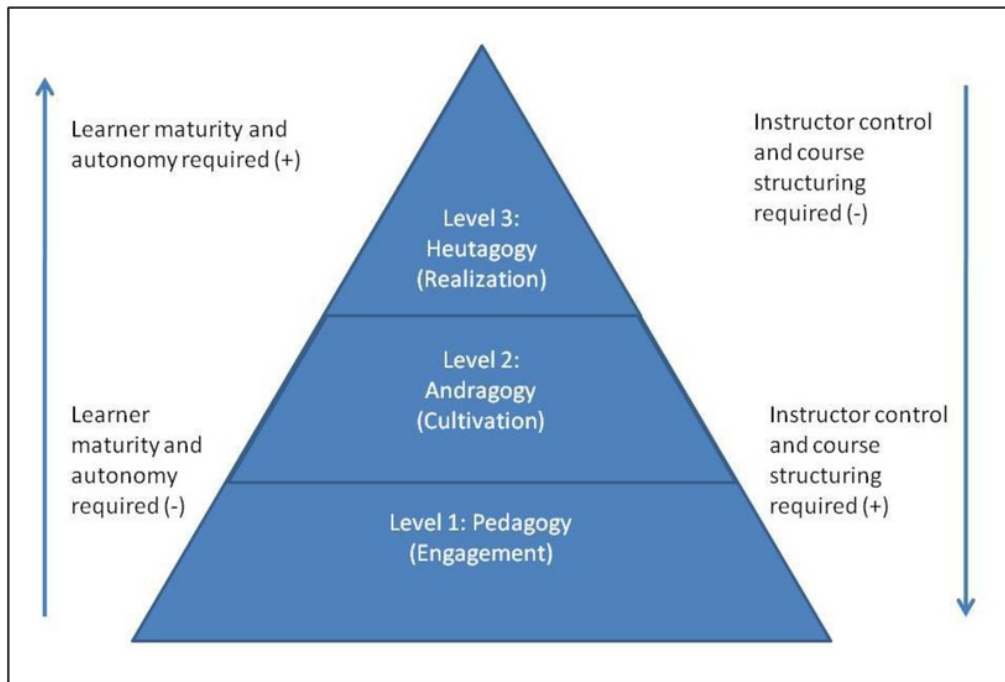 Learner maturity and
autonomy required (+)
Instructor control
and course
structuring
required (-)
Level 3:
Heutagogy
(Realization)
Level 2:
Andragogy
(Cultivation)
Learner
maturity and
autonomy
required (-)
Instructor control
and course
structuring
required (+)
Level 1: Pedagogy
(Engagement)